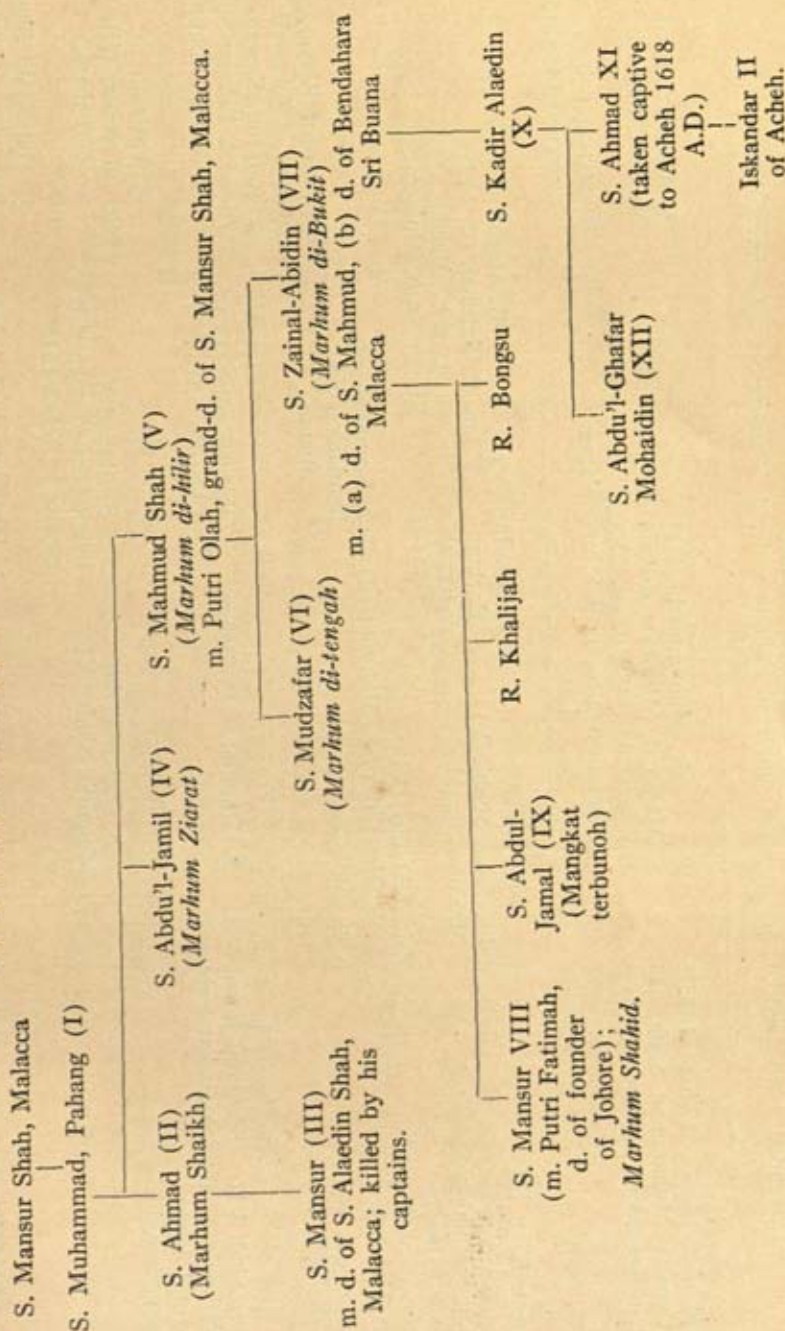 S. Mansur Shah, Malacca
S. Muhammad, Pahang (I)
S. Ahmad (II)
(Marhum Shaikh)
S. Abdu'l-Jamil (IV)
(Marhum Ziarat)
S. Mahmud Shah (V)
(Marhum di-hilir)
m. Putri Olah, grand-d. of S. Mansur Shah, Malacca.
S. Mansur (III)
m. d. of S. Alaedin Shah,
Malacca; killed by his
captains.
S. Mudzafar (VI)
(Marhum di-tengah)
S. Zainal-Abidin (VII)
(Marhum di-Bukit)
m. (a) d. of S. Mahmud, (b) d. of Bendahara
Malacca Sri Buana
S. Mansur VIII
(m. Putri Fatimah,
d. of founder
of Johore);
Marhum Shahid.
S. Abdul-
Jamal (IX)
(Mangkat
terbunoh)
R. Khalijah
R. Bongsu
S. Kadir Alaedin
(X)
S. Abdu'l-Ghafar
Mohaidin (XII)
S. Ahmad XI
(taken captive
to Acheh 1618
A.D.)
Iskandar II
of Acheh.